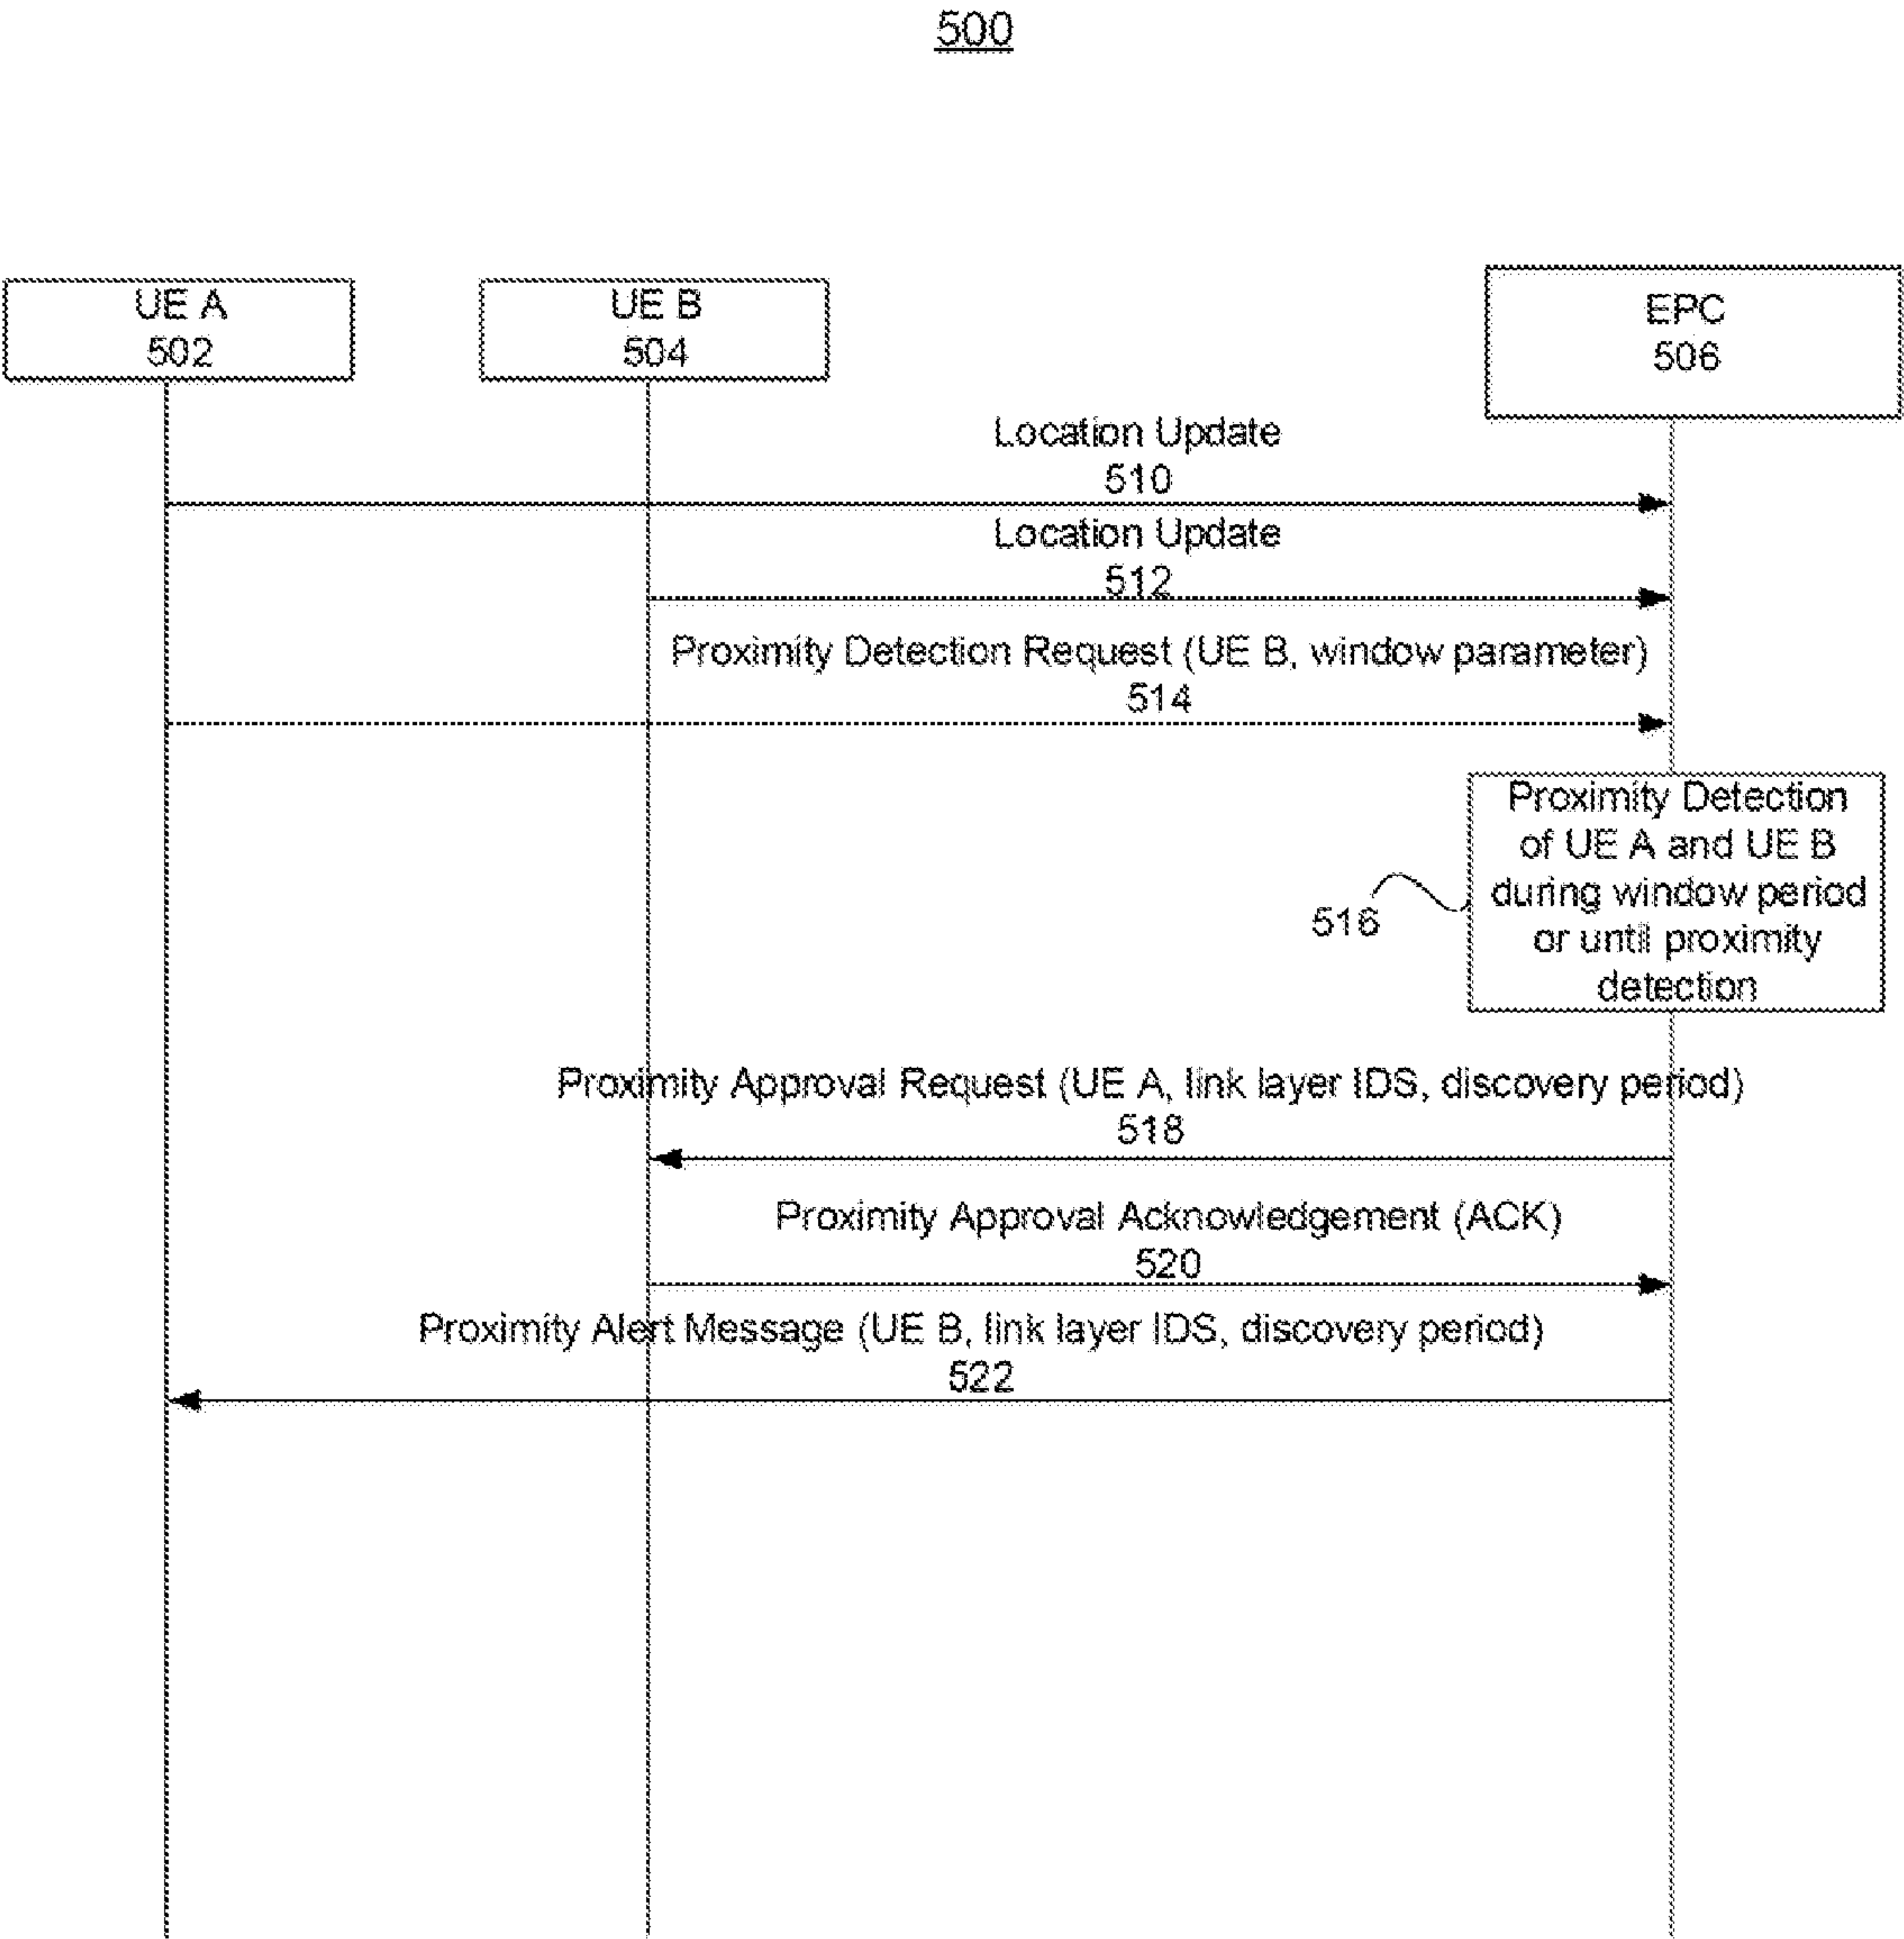 500
UE A
502
UE B
504
EPC
506
Location Update
510
Location Update
512
Proximity Detection Request (UE B, window parameter)
514
Proximity Detection
of UE A and UE B
during window period
or until proximity
detection
516
Proximity Approval Request (UE A, link layer IDS, discovery period)
518
Proximity Approval Acknowledgement (ACK)
520
Proximity Alert Message (UE B, link layer IDS, discovery period)
522